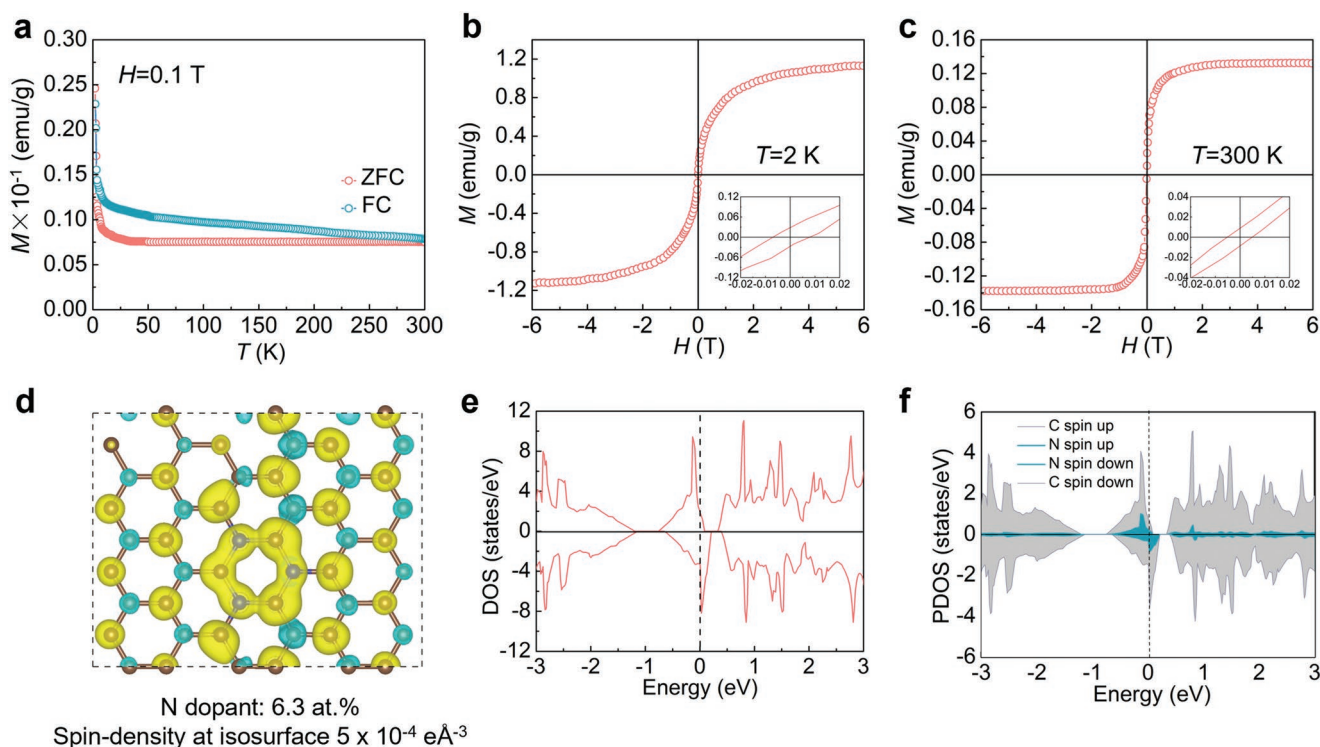 a
M × 10⁻¹ (emu/g)
0.30
0.25
0.20
0.15
0.10
0.05
0.00
H=0.1 T
ZFC
FC
0 50 100 150 200 250 300
T (K)
b
M (emu/g)
1.2
0.6
0.0
-0.6
-1.2
T=2 K
0.12
0.06
0.00
-0.06
-0.12
-0.02 -0.01 0.00 0.01 0.02
-6 -4 -2 0 2 4 6
H (T)
c
M (emu/g)
0.16
0.12
0.08
0.04
0.00
-0.04
-0.08
-0.12
-0.16
T=300 K
0.04
0.02
0.00
-0.02
-0.04
-0.02 -0.01 0.00 0.01 0.02
-6 -4 -2 0 2 4 6
H (T)
d
N dopant: 6.3 at.%
Spin-density at isosurface 5 x 10⁻⁴ eÅ⁻³
e
DOS (states/eV)
12
8
4
0
-4
-8
-12
-3 -2 -1 0 1 2 3
Energy (eV)
f
PDOS (states/eV)
6
4
2
0
-2
-4
-6
C spin up
N spin up
N spin down
C spin down
-3 -2 -1 0 1 2 3
Energy (eV)